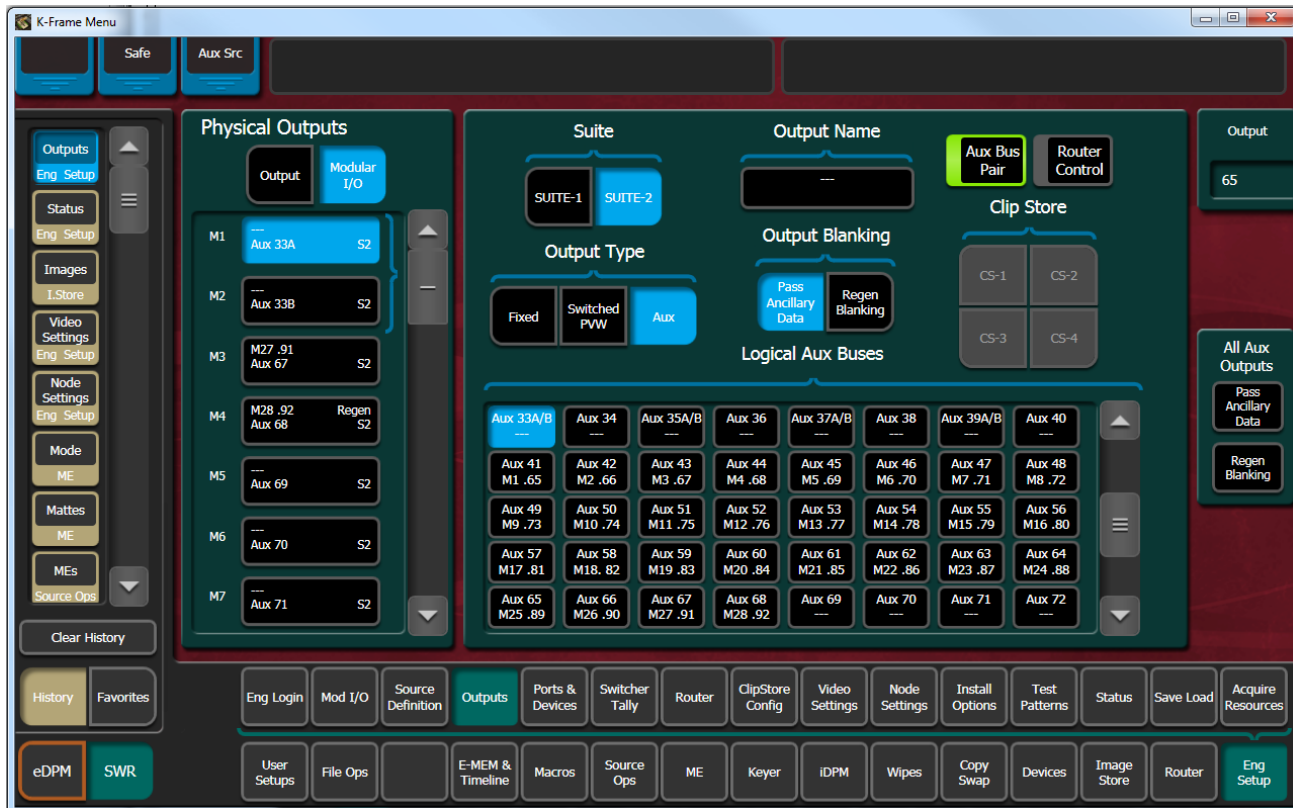 K-Frame Menu
Safe
Aux Src
Outputs
Eng Setup
Status
Eng Setup
Images
I.Store
Video
Settings
Eng Setup
Node
Settings
Eng Setup
Mode
ME
Mattes
ME
MEs
Source Ops
Clear History
History
Favorites
eDPM
SWR
Physical Outputs
Output
Modular
I/O
M1
---
Aux 33A S2
M2
---
Aux 33B S2
M3
M27 .91
Aux 67 S2
M4
M28 .92 Regen
Aux 68 S2
M5
---
Aux 69 S2
M6
---
Aux 70 S2
M7
---
Aux 71 S2
Suite
SUITE-1
SUITE-2
Output Name
---
Aux Bus
Pair
Router
Control
Output Type
Fixed
Switched
PVW
Aux
Output Blanking
Pass
Ancillary
Data
Regen
Blanking
Clip Store
CS-1 CS-2
CS-3 CS-4
Logical Aux Buses
Aux 33A/B Aux 34 Aux 35A/B Aux 36 Aux 37A/B Aux 38 Aux 39A/B Aux 40
--- --- --- --- --- --- --- ---
Aux 41 Aux 42 Aux 43 Aux 44 Aux 45 Aux 46 Aux 47 Aux 48
M1 .65 M2 .66 M3 .67 M4 .68 M5 .69 M6 .70 M7 .71 M8 .72
Aux 49 Aux 50 Aux 51 Aux 52 Aux 53 Aux 54 Aux 55 Aux 56
M9 .73 M10 .74 M11 .75 M12 .76 M13 .77 M14 .78 M15 .79 M16 .80
Aux 57 Aux 58 Aux 59 Aux 60 Aux 61 Aux 62 Aux 63 Aux 64
M17 .81 M18. 82 M19 .83 M20 .84 M21 .85 M22 .86 M23 .87 M24 .88
Aux 65 Aux 66 Aux 67 Aux 68 Aux 69 Aux 70 Aux 71 Aux 72
M25 .89 M26 .90 M27 .91 M28 .92 --- --- --- ---
Output
65
All Aux
Outputs
Pass
Ancillary
Data
Regen
Blanking
Eng Login
Mod I/O
Source
Definition
Outputs
Ports &
Devices
Switcher
Tally
Router
ClipStore
Config
Video
Settings
Node
Settings
Install
Options
Test
Patterns
Status
Save Load
Acquire
Resources
User
Setups
File Ops
E-MEM &
Timeline
Macros
Source
Ops
ME
Keyer
iDPM
Wipes
Copy
Swap
Devices
Image
Store
Router
Eng
Setup